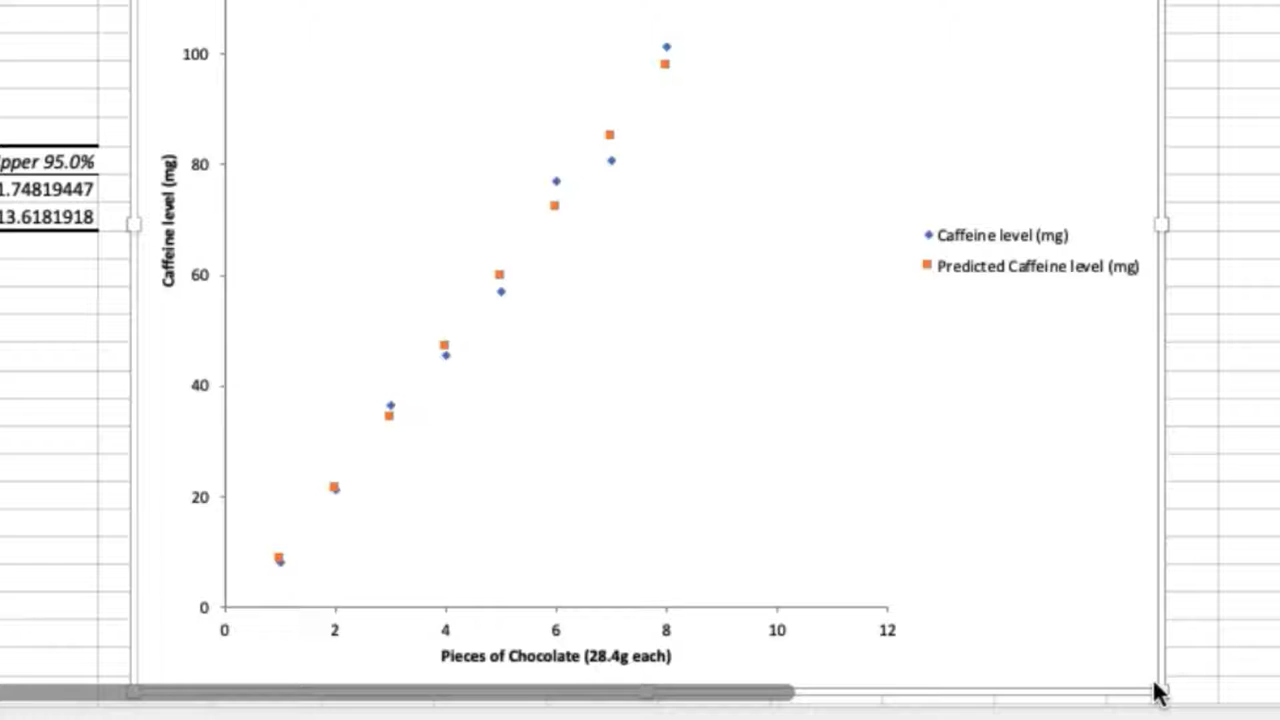 100
80
60
40
20
0
0 2 4 6 8 10 12
Caffeine level (mg)
Pieces of Chocolate (28.4g each)
Caffeine level (mg)
Predicted Caffeine level (mg)
pper 95.0%
1.74819447
13.6181918